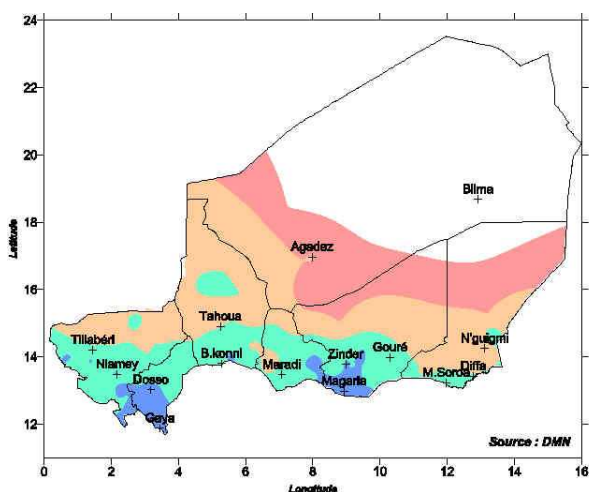 24
22
20
18
16
14
12
Latitude
Bilma
Agadez
Tahoua
Tillabéri
N'guigmi
B.konni
Zinder
Gouré
Niamey
Maradi
Diffa
Dosso
M.Soroa
Magaria
Gaya
Source : DMN
0 2 4 6 8 10 12 14 16
Longitude